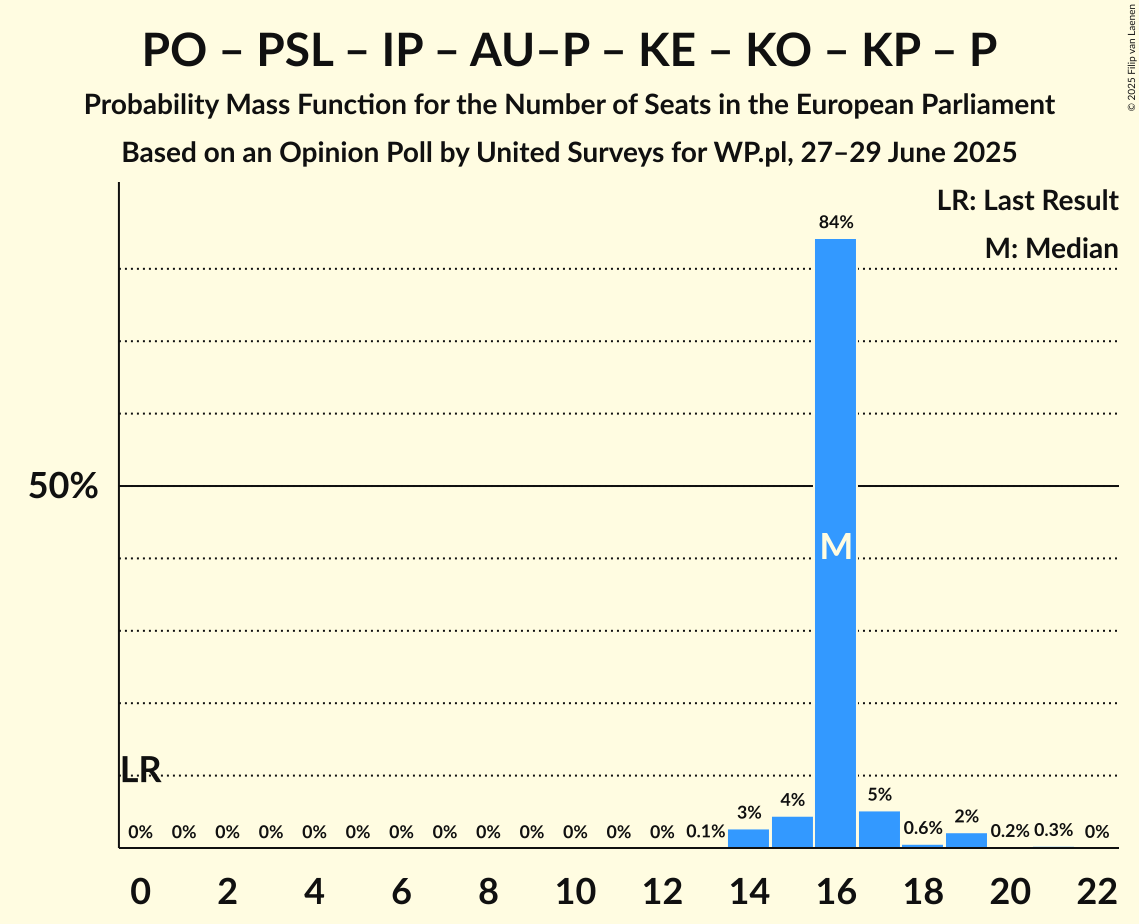 PO – PSL – IP – AU–P – KE – KO – KP – P
Probability Mass Function for the Number of Seats in the European Parliament
Based on an Opinion Poll by United Surveys for WP.pl, 27–29 June 2025
© 2025 Filip van Laenen
LR: Last Result
M: Median
84%
50%
M
LR
0% 0% 0% 0% 0% 0% 0% 0% 0% 0% 0% 0% 0% 0.1% 3% 4% 5% 0.6% 2% 0.2% 0.3% 0%
0 2 4 6 8 10 12 14 16 18 20 22